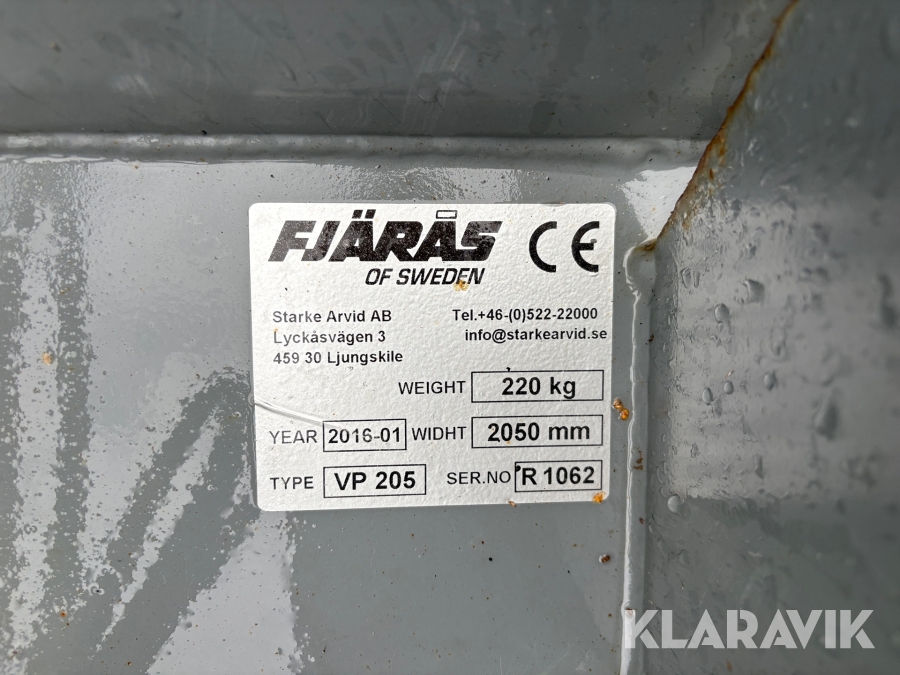 FJÄRÅS CE
OF SWEDEN
Starke Arvid AB Tel.+46-(0)522-22000
Lyckåsvägen 3 info@starkearvid.se
459 30 Ljungskile
WEIGHT 220 kg
YEAR 2016-01 WIDHT 2050 mm
TYPE VP 205 SER.NO R 1062
KLARAVIK